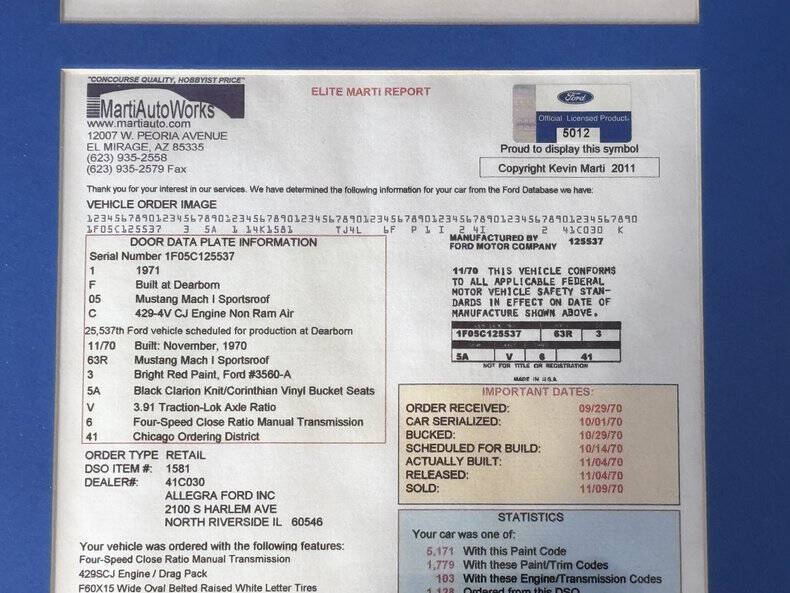 "CONCOURSE QUALITY, HOBBYIST PRICE"
MartiAutoWorks
www.martiauto.com
12007 W. PEORIA AVENUE
EL MIRAGE, AZ 85335
(623) 935-2558
(623) 935-2579 Fax
ELITE MARTI REPORT
Ford
Official Licensed Product
5012
Proud to display this symbol
Copyright Kevin Marti 2011
Thank you for your interest in our services. We have determined the following information for your car from the Ford Database we have:
VEHICLE ORDER IMAGE
12345678901234567890123456789012345678901234567890123456789012345678901234567890
1F05C125537 3 5A 1 14K1581 TJ4L 6F P 1 I 2 4I 2 41C030 K
125537
DOOR DATA PLATE INFORMATION
Serial Number 1F05C125537
1 1971
F Built at Dearborn
05 Mustang Mach I Sportsroof
C 429-4V CJ Engine Non Ram Air
25,537th Ford vehicle scheduled for production at Dearborn
11/70 Built: November, 1970
63R Mustang Mach I Sportsroof
3 Bright Red Paint, Ford #3560-A
5A Black Clarion Knit/Corinthian Vinyl Bucket Seats
V 3.91 Traction-Lok Axle Ratio
6 Four-Speed Close Ratio Manual Transmission
41 Chicago Ordering District
MANUFACTURED BY
FORD MOTOR COMPANY
11/70 THIS VEHICLE CONFORMS
TO ALL APPLICABLE FEDERAL
MOTOR VEHICLE SAFETY STAN-
DARDS IN EFFECT ON DATE OF
MANUFACTURE SHOWN ABOVE.
1F05C125537 63R 3
5A V 6 41
NOT FOR TITLE OR REGISTRATION
MADE IN U.S.A.
IMPORTANT DATES:
ORDER RECEIVED: 09/29/70
CAR SERIALIZED: 10/01/70
BUCKED: 10/29/70
SCHEDULED FOR BUILD: 10/14/70
ACTUALLY BUILT: 11/04/70
RELEASED: 11/04/70
SOLD: 11/09/70
ORDER TYPE RETAIL
DSO ITEM #: 1581
DEALER#: 41C030
ALLEGRA FORD INC
2100 S HARLEM AVE
NORTH RIVERSIDE IL 60546
Your vehicle was ordered with the following features:
Four-Speed Close Ratio Manual Transmission
429SCJ Engine / Drag Pack
F60X15 Wide Oval Belted Raised White Letter Tires
STATISTICS
Your car was one of:
5,171 With this Paint Code
1,779 With these Paint/Trim Codes
103 With these Engine/Transmission Codes
1,128 Ordered from this DSO